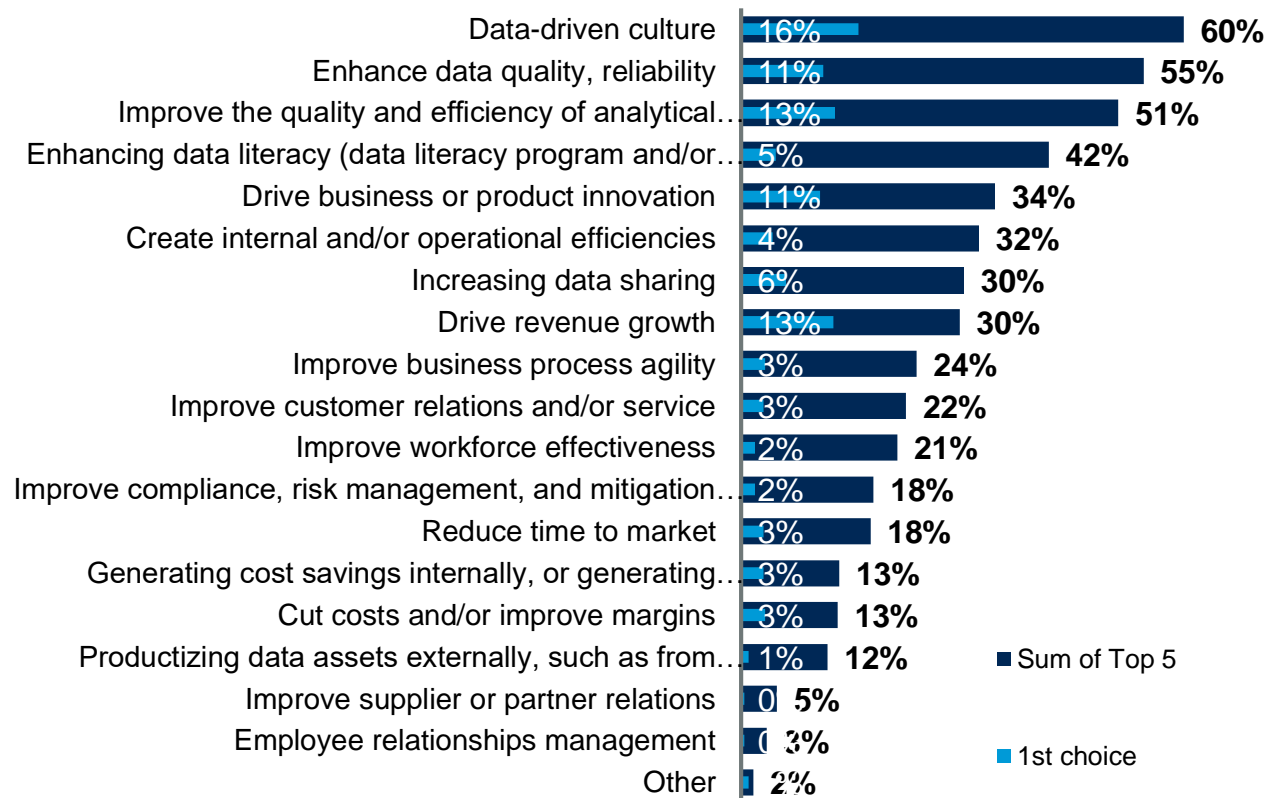 Data-driven culture 16% 60%
Enhance data quality, reliability 11% 55%
Improve the quality and efficiency of analytical… 13% 51%
Enhancing data literacy (data literacy program and/or… 5% 42%
Drive business or product innovation 11% 34%
Create internal and/or operational efficiencies 4% 32%
Increasing data sharing 6% 30%
Drive revenue growth 13% 30%
Improve business process agility 3% 24%
Improve customer relations and/or service 3% 22%
Improve workforce effectiveness 2% 21%
Improve compliance, risk management, and mitigation… 2% 18%
Reduce time to market 3% 18%
Generating cost savings internally, or generating… 3% 13%
Cut costs and/or improve margins 3% 13%
Productizing data assets externally, such as from… 1% 12%
Sum of Top 5
Improve supplier or partner relations 0 5%
Employee relationships management 3%
1st choice
Other 2%